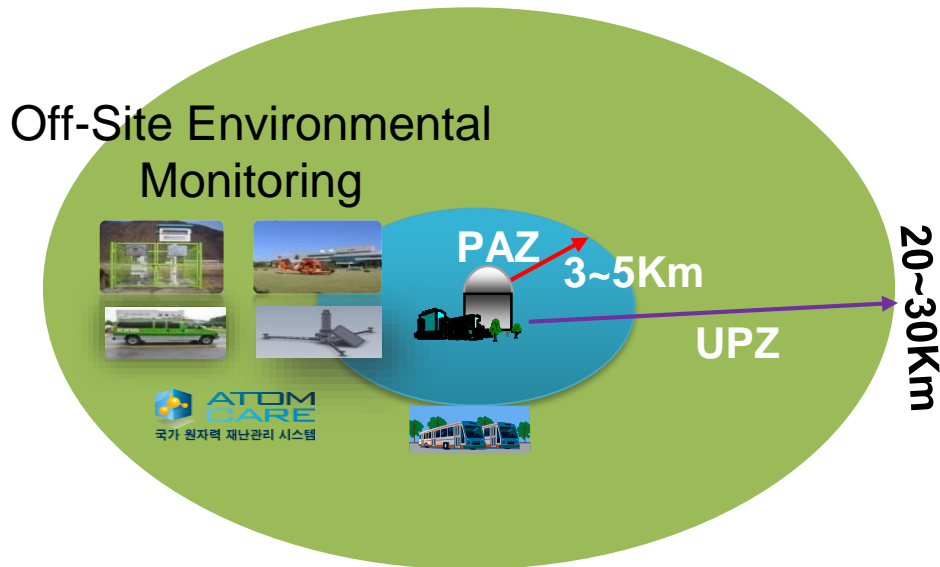 Off-Site Environmental
Monitoring
PAZ
3~5Km
UPZ
20~30Km
ATOM
CARE
국가 원자력 재난관리 시스템